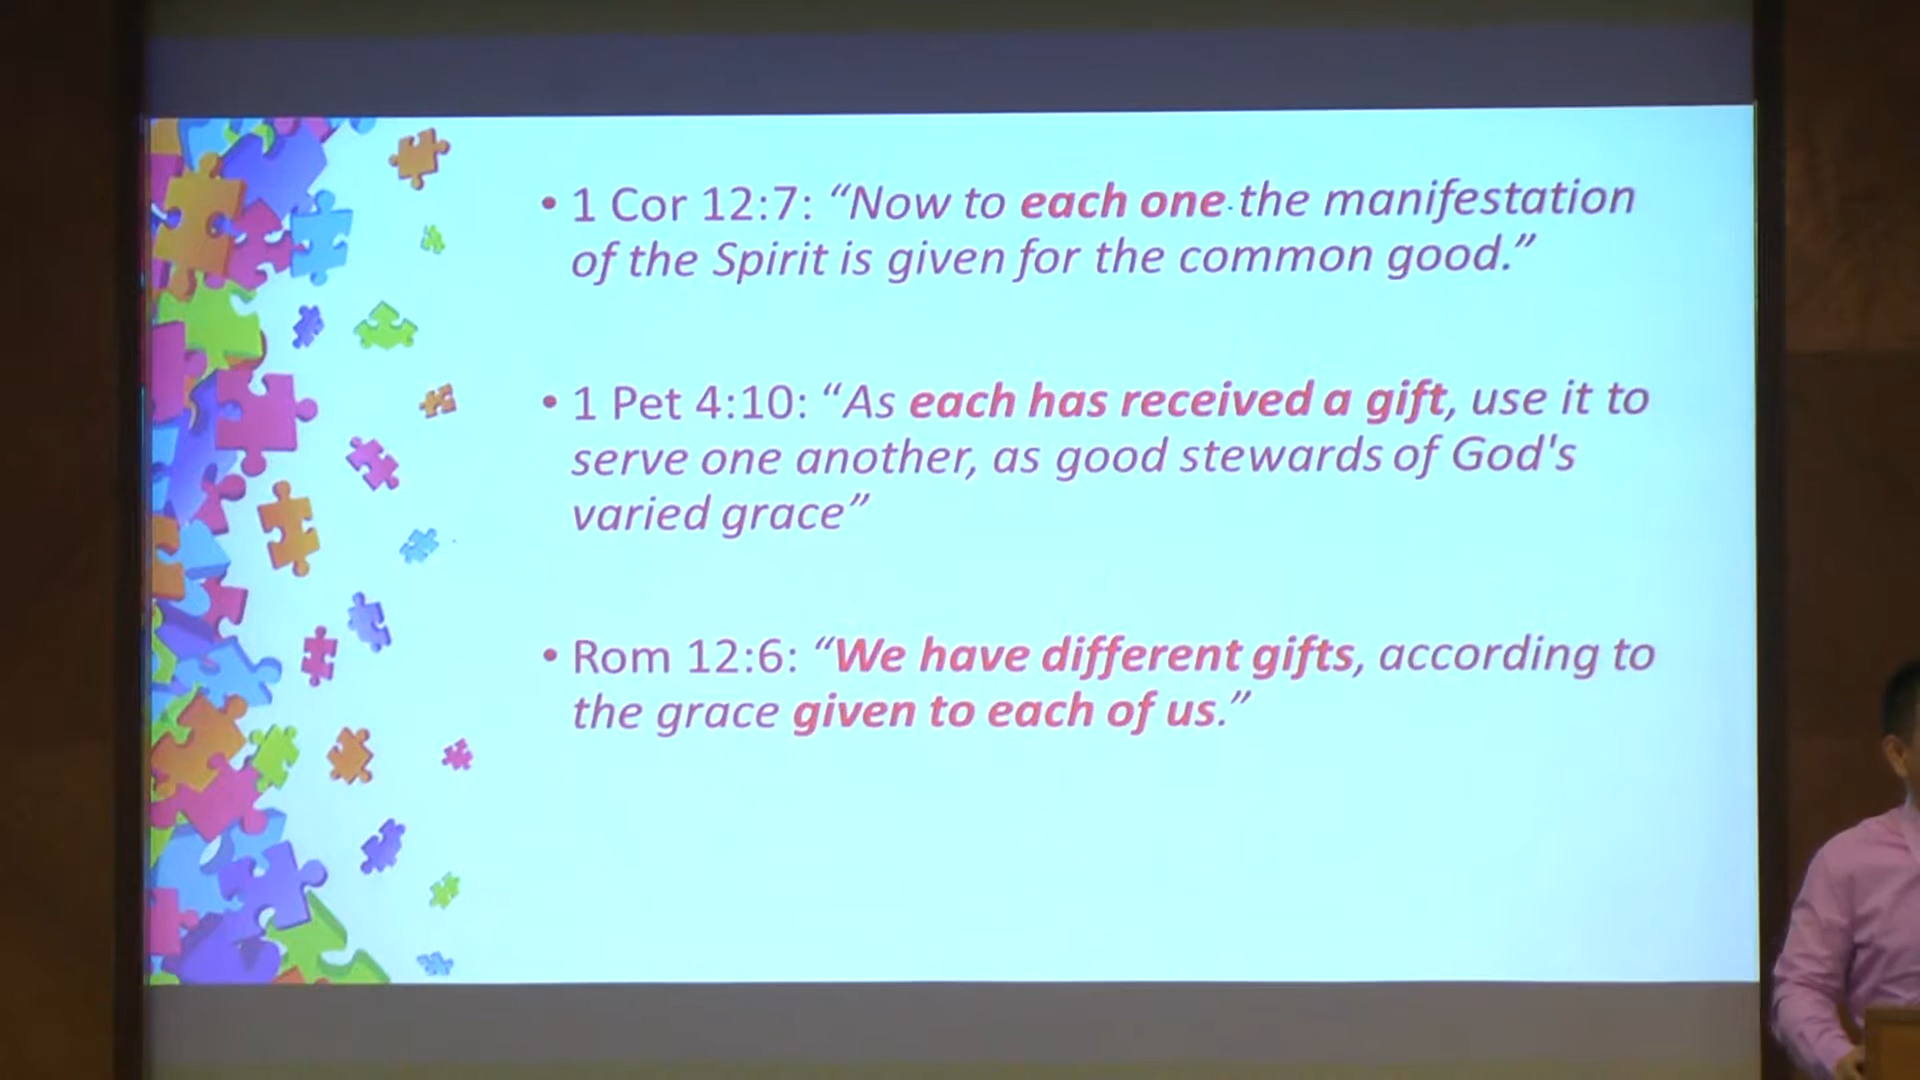 • 1 Cor 12:7: “Now to each one the manifestation
of the Spirit is given for the common good.”
• 1 Pet 4:10: “As each has received a gift, use it to
serve one another, as good stewards of God's
varied grace”
• Rom 12:6: “We have different gifts, according to
the grace given to each of us.”